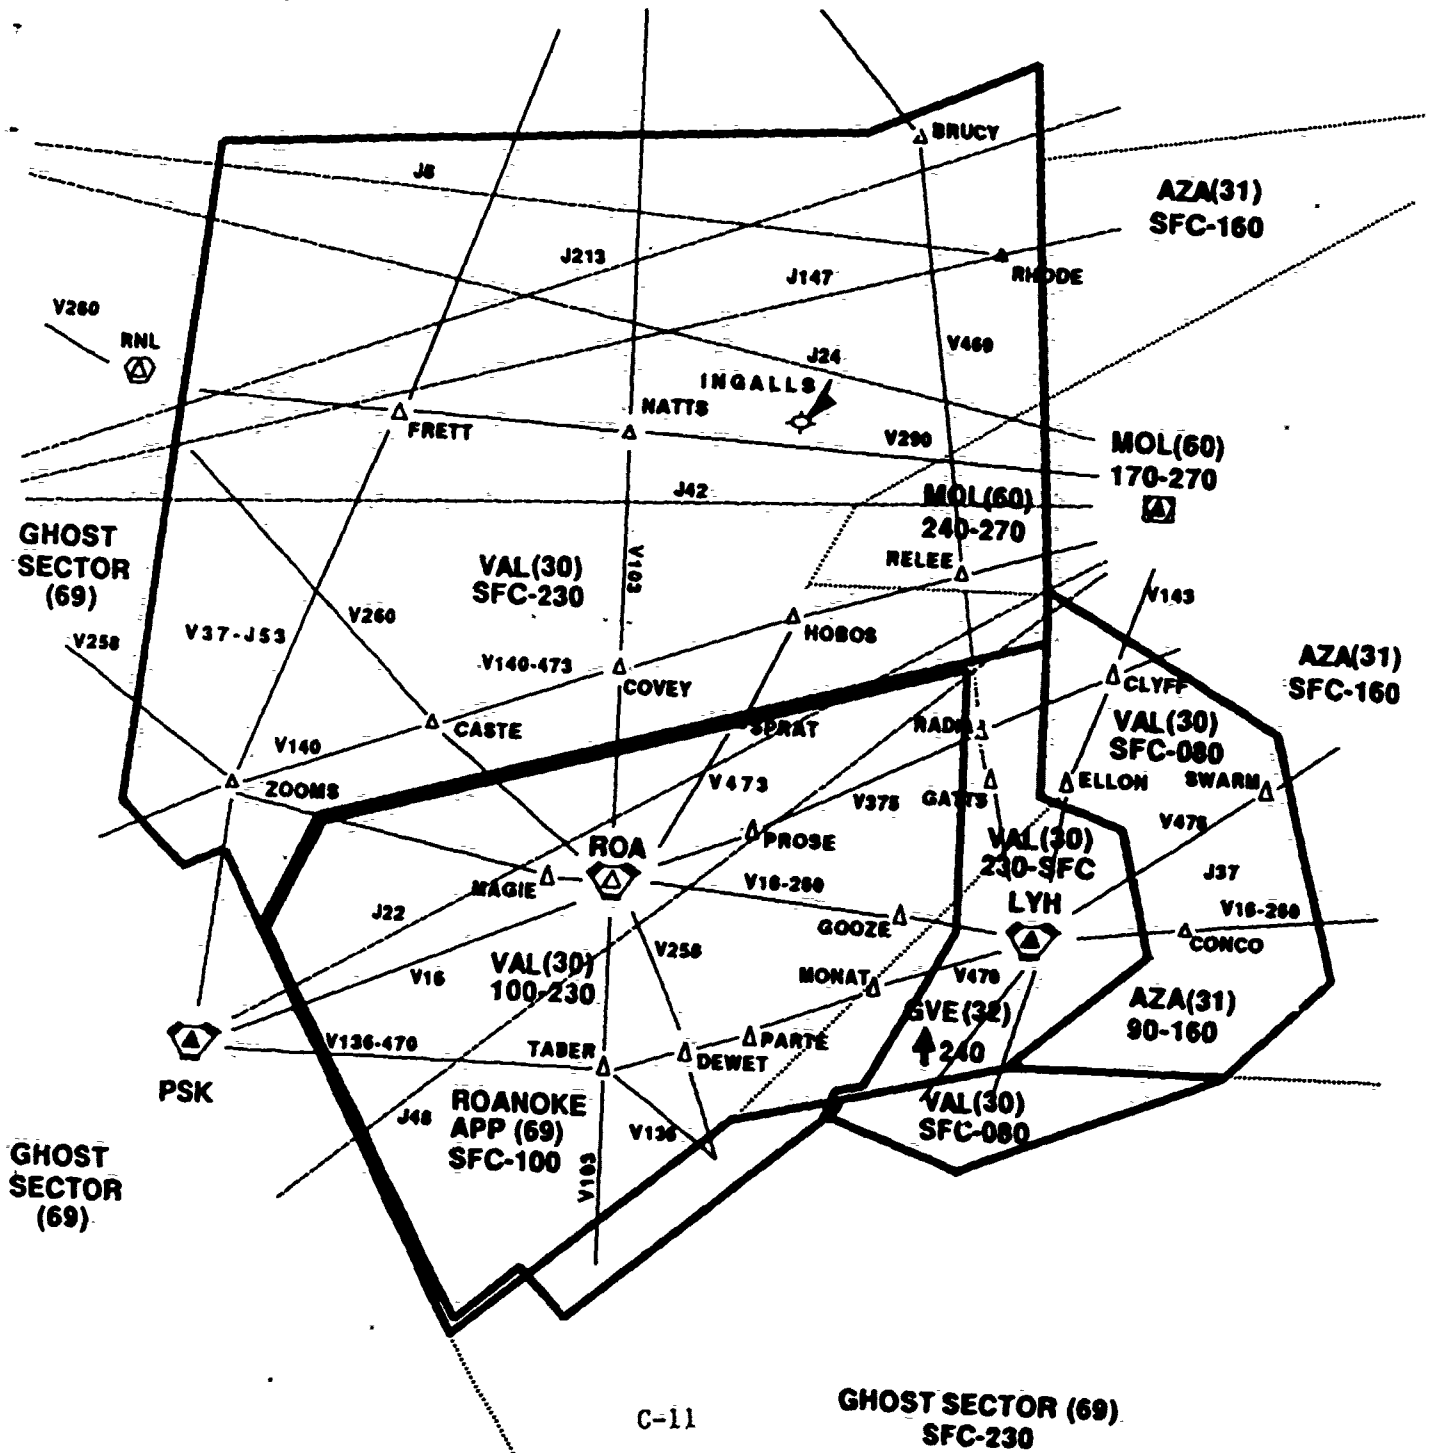 BRUCY
J6
AZA(31)
SFC-160
J213
J147
RHODE
V260
RNL
V469
J24
INGALLS
NATTS
FRETT
V290
MOL(60)
170-270
J42
MOL(60)
240-270
GHOST
SECTOR
(69)
VAL(30)
SFC-230
V103
RELEE
V143
V260
V37-J53
V258
HOBOS
V140-473
COVEY
AZA(31)
SFC-160
CLYFF
CASTE
SPRAT
VAL(30)
SFC-080
V140
ZOOMS
V473
V375
GATTS
ELLON
SWARM
V476
ROA
PROSE
VAL(30)
230-SFC
MAGIE
V16-260
J37
LYH
V16-260
J22
GOOZE
CONCO
V258
VAL(30)
100-230
V16
MONAT
V470
GVE(32)
240
AZA(31)
90-160
V136-470
TABER
PARTE
DEWET
PSK
ROANOKE
APP (69)
SFC-100
J48
V136
VAL(30)
SFC-080
V103
GHOST
SECTOR
(69)
C-11
GHOST SECTOR (69)
SFC-230